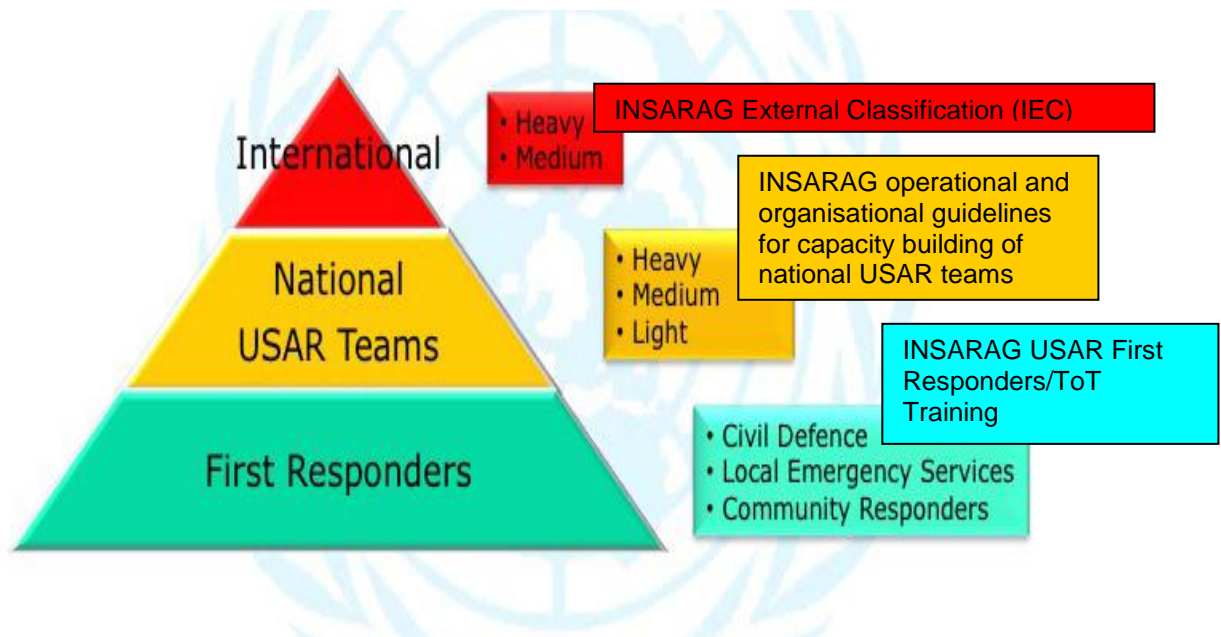 International
• Heavy
• Medium
INSARAG External Classification (IEC)
National
USAR Teams
• Heavy
• Medium
• Light
INSARAG operational and
organisational guidelines
for capacity building of
national USAR teams
First Responders
• Civil Defence
• Local Emergency Services
• Community Responders
INSARAG USAR First
Responders/ToT
Training